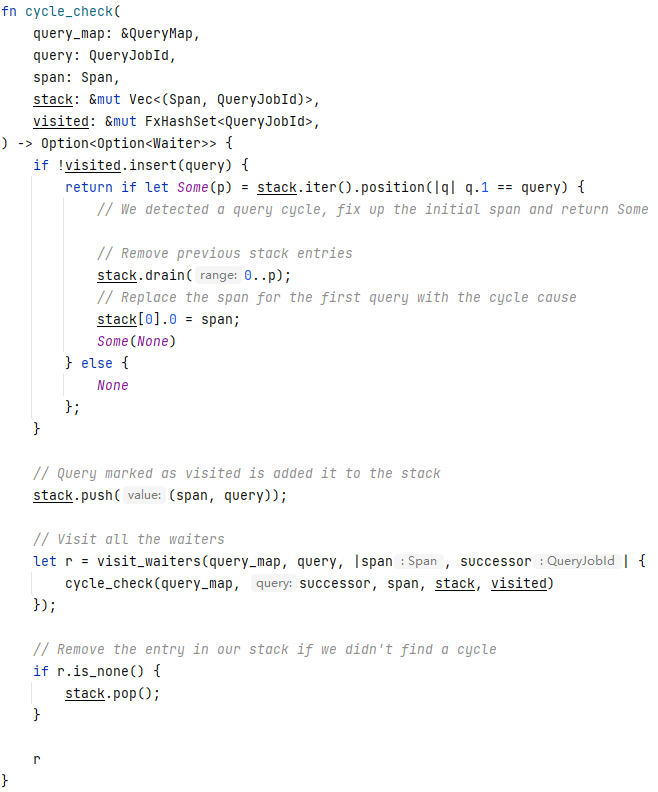 fn cycle_check(
    query_map: &QueryMap,
    query: QueryJobId,
    span: Span,
    stack: &mut Vec<(Span, QueryJobId)>,
    visited: &mut FxHashSet<QueryJobId>,
) -> Option<Option<Waiter>> {
    if !visited.insert(query) {
        return if let Some(p) = stack.iter().position(|q| q.1 == query) {
            // We detected a query cycle, fix up the initial span and return Some

            // Remove previous stack entries
            stack.drain( range: 0..p);
            // Replace the span for the first query with the cycle cause
            stack[0].0 = span;
            Some(None)
        } else {
            None
        };
    }

    // Query marked as visited is added it to the stack
    stack.push( value: (span, query));

    // Visit all the waiters
    let r = visit_waiters(query_map, query, |span : Span , successor : QueryJobId | {
        cycle_check(query_map, query: successor, span, stack, visited)
    });

    // Remove the entry in our stack if we didn't find a cycle
    if r.is_none() {
        stack.pop();
    }

    r
}